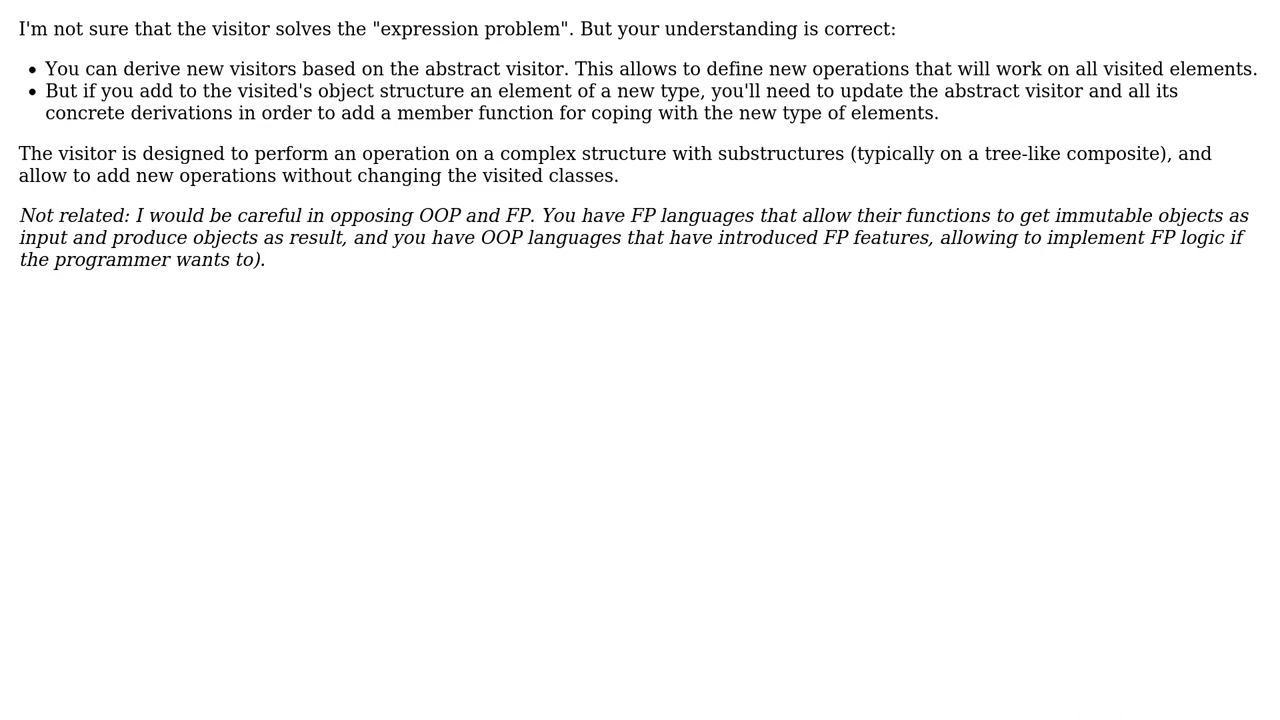 I'm not sure that the visitor solves the "expression problem". But your understanding is correct:
• You can derive new visitors based on the abstract visitor. This allows to define new operations that will work on all visited elements.
• But if you add to the visited's object structure an element of a new type, you'll need to update the abstract visitor and all its
concrete derivations in order to add a member function for coping with the new type of elements.
The visitor is designed to perform an operation on a complex structure with substructures (typically on a tree-like composite), and
allow to add new operations without changing the visited classes.
Not related: I would be careful in opposing OOP and FP. You have FP languages that allow their functions to get immutable objects as
input and produce objects as result, and you have OOP languages that have introduced FP features, allowing to implement FP logic if
the programmer wants to).